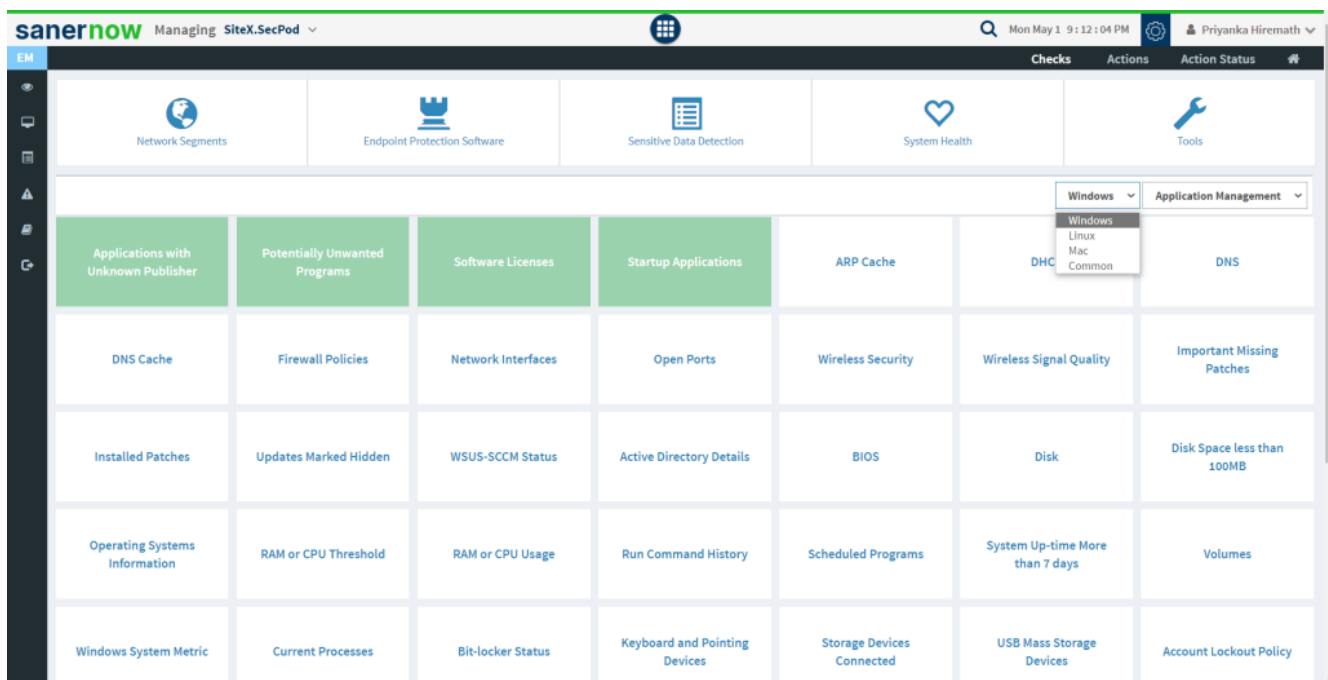 sanernow Managing SiteX.SecPod Mon May 1 9:12:04 PM Priyanka Hiremath
EM Checks Actions Action Status
Network Segments Endpoint Protection Software Sensitive Data Detection System Health Tools
Windows Application Management
Windows
Linux
Mac
Common
Applications with
Unknown Publisher
Potentially Unwanted
Programs
Software Licenses
Startup Applications
ARP Cache
DHC
DNS
DNS Cache
Firewall Policies
Network Interfaces
Open Ports
Wireless Security
Wireless Signal Quality
Important Missing
Patches
Installed Patches
Updates Marked Hidden
WSUS-SCCM Status
Active Directory Details
BIOS
Disk
Disk Space less than
100MB
Operating Systems
Information
RAM or CPU Threshold
RAM or CPU Usage
Run Command History
Scheduled Programs
System Up-time More
than 7 days
Volumes
Windows System Metric
Current Processes
Bit-locker Status
Keyboard and Pointing
Devices
Storage Devices
Connected
USB Mass Storage
Devices
Account Lockout Policy